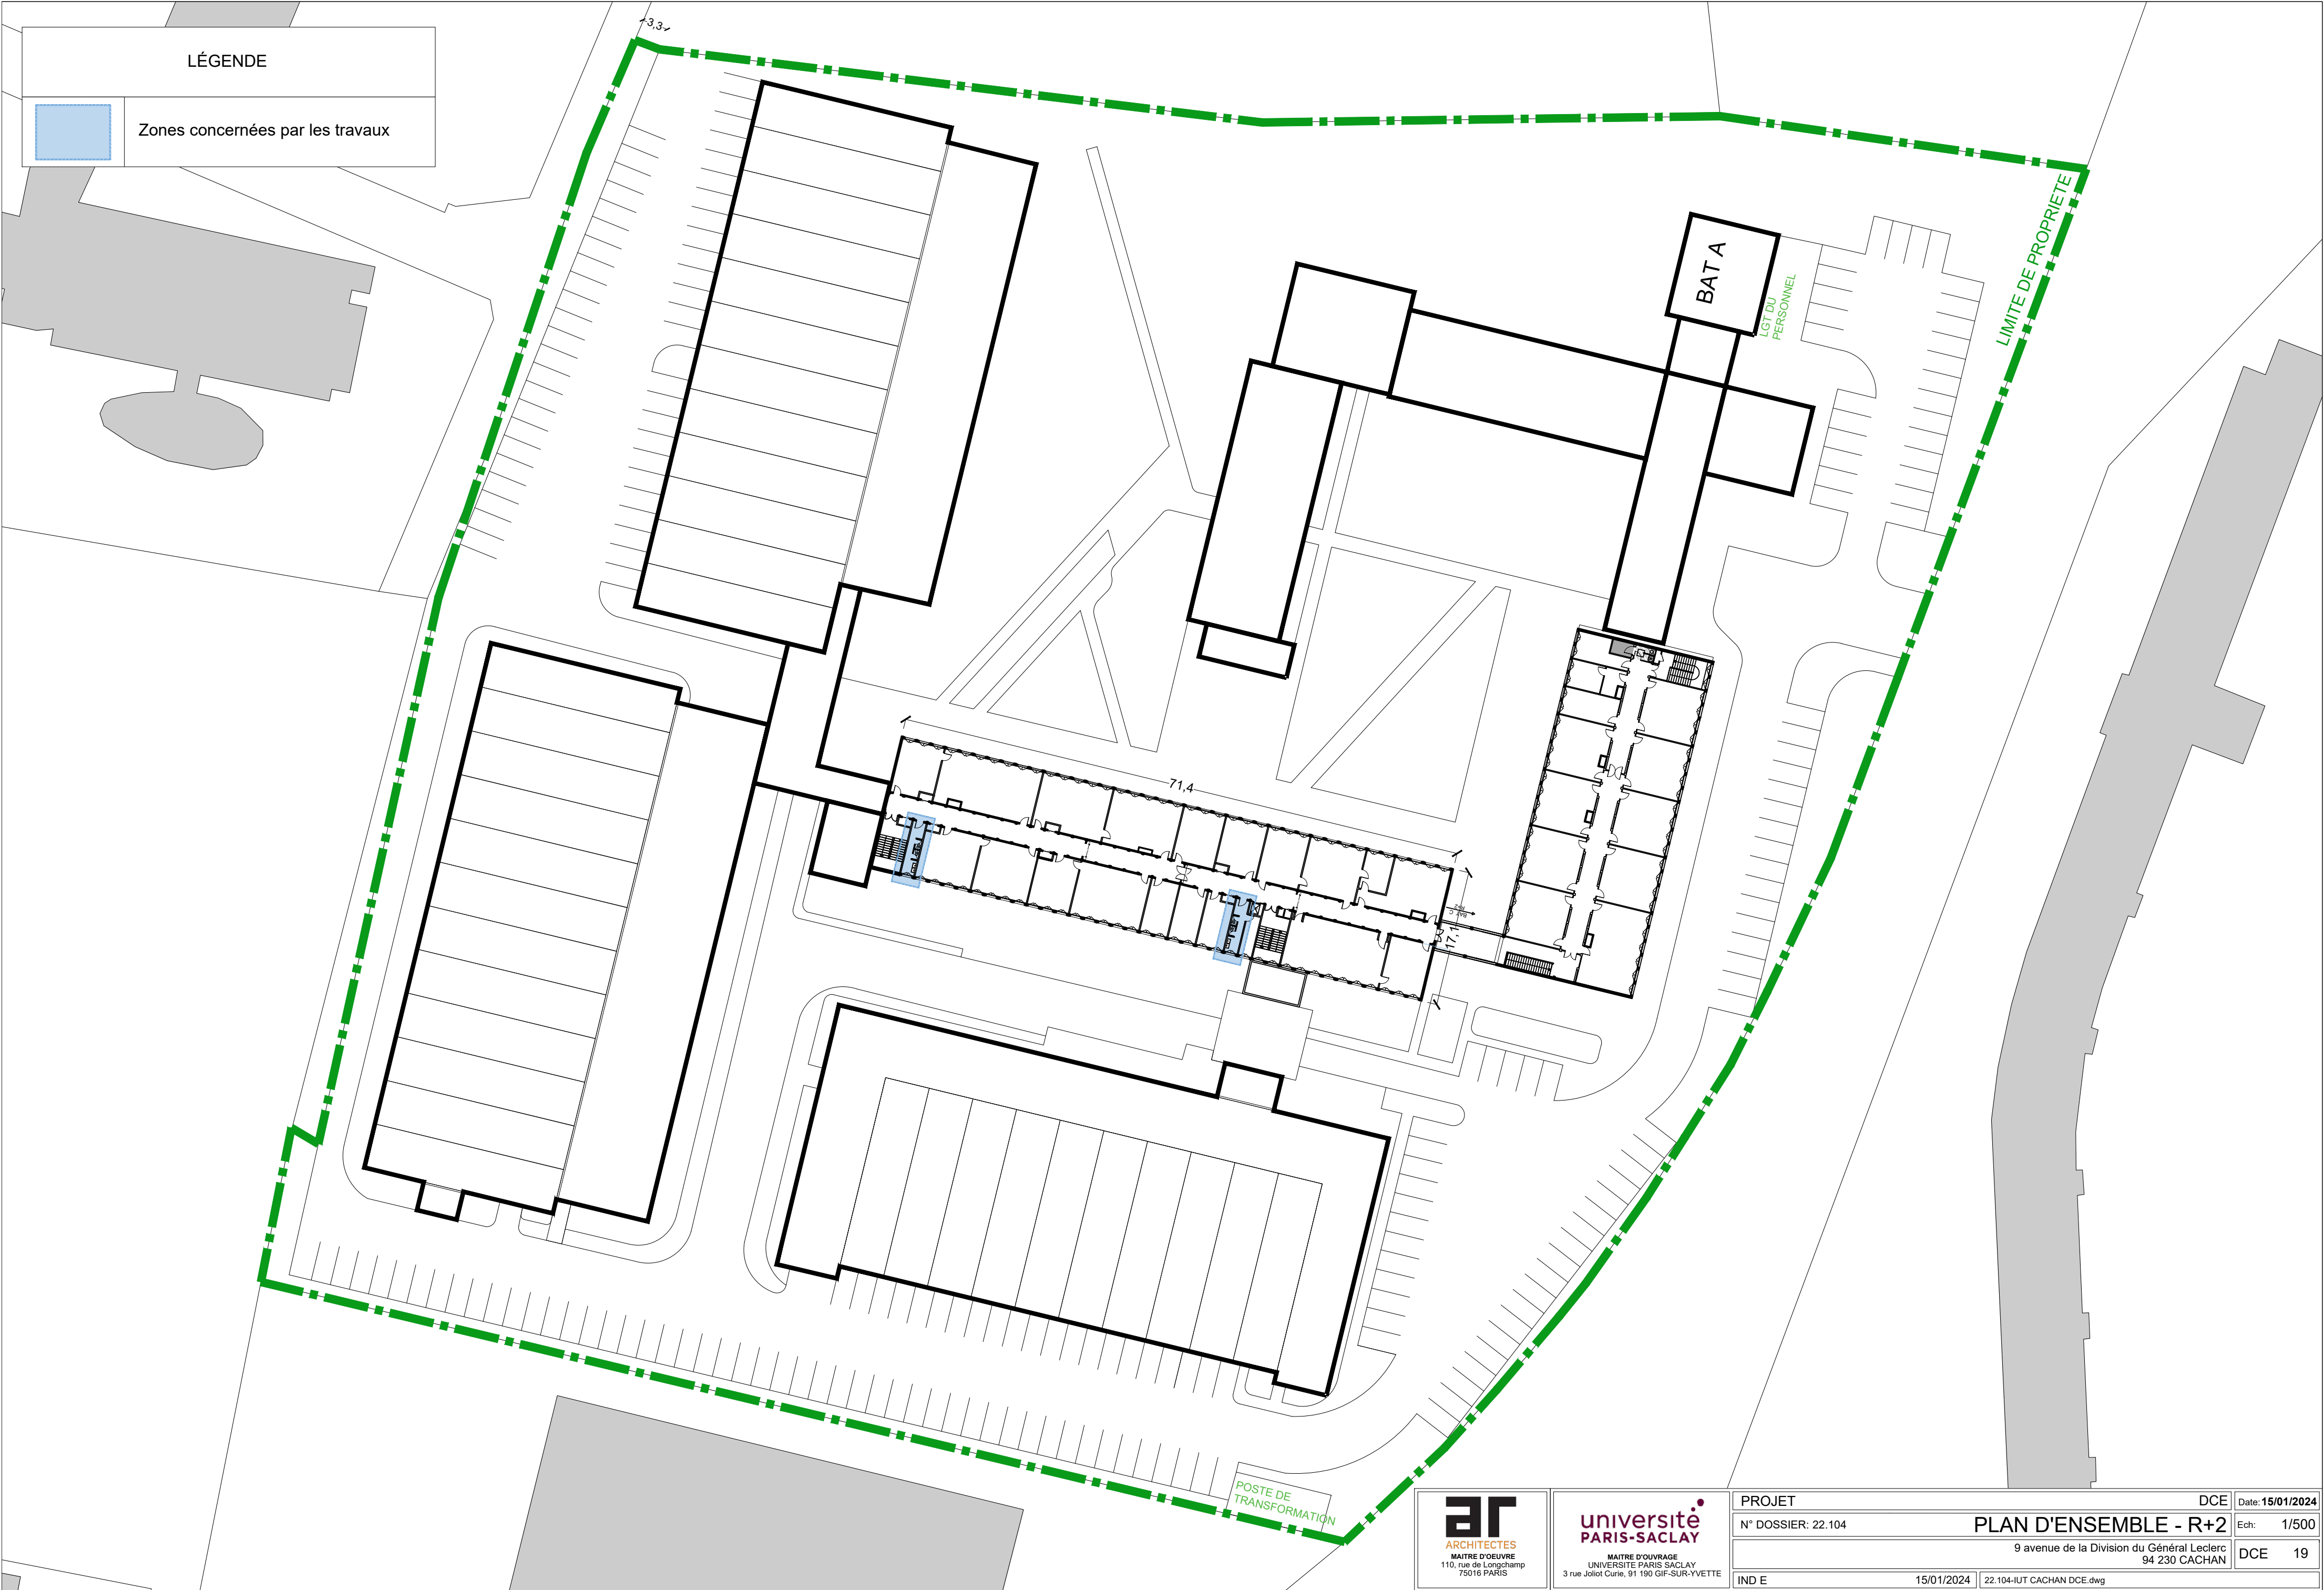 LÉGENDE
Zones concernées par les travaux
3,3
LIMITE DE PROPRIETE
BAT A
LGT DU
PERSONNEL
71,4
BAT C
17,1
POSTE DE
TRANSFORMATION
ar
ARCHITECTES
MAITRE D'OEUVRE
110, rue de Longchamp
75016 PARIS
université
PARIS-SACLAY
MAITRE D'OUVRAGE
UNIVERSITE PARIS SACLAY
3 rue Joliot Curie, 91 190 GIF-SUR-YVETTE
PROJET DCE Date: 15/01/2024
N° DOSSIER: 22.104 PLAN D'ENSEMBLE - R+2 Ech: 1/500
9 avenue de la Division du Général Leclerc
94 230 CACHAN
DCE 19
IND E 15/01/2024 22.104-IUT CACHAN DCE.dwg